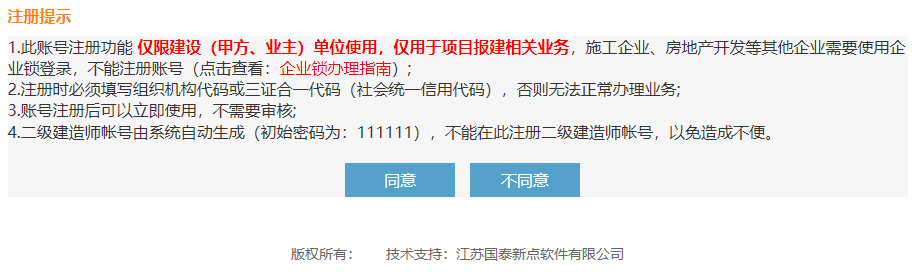 注册提示
1.此账号注册功能 仅限建设（甲方、业主）单位使用，仅用于项目报建相关业务，施工企业、房地产开发等其他企业需要使用企
业锁登录，不能注册账号（点击查看：企业锁办理指南）;
2.注册时必须填写组织机构代码或三证合一代码（社会统一信用代码），否则无法正常办理业务;
3.账号注册后可以立即使用，不需要审核;
4.二级建造师帐号由系统自动生成（初始密码为：111111），不能在此注册二级建造师帐号，以免造成不便。
同意 不同意
版权所有： 技术支持：江苏国泰新点软件有限公司